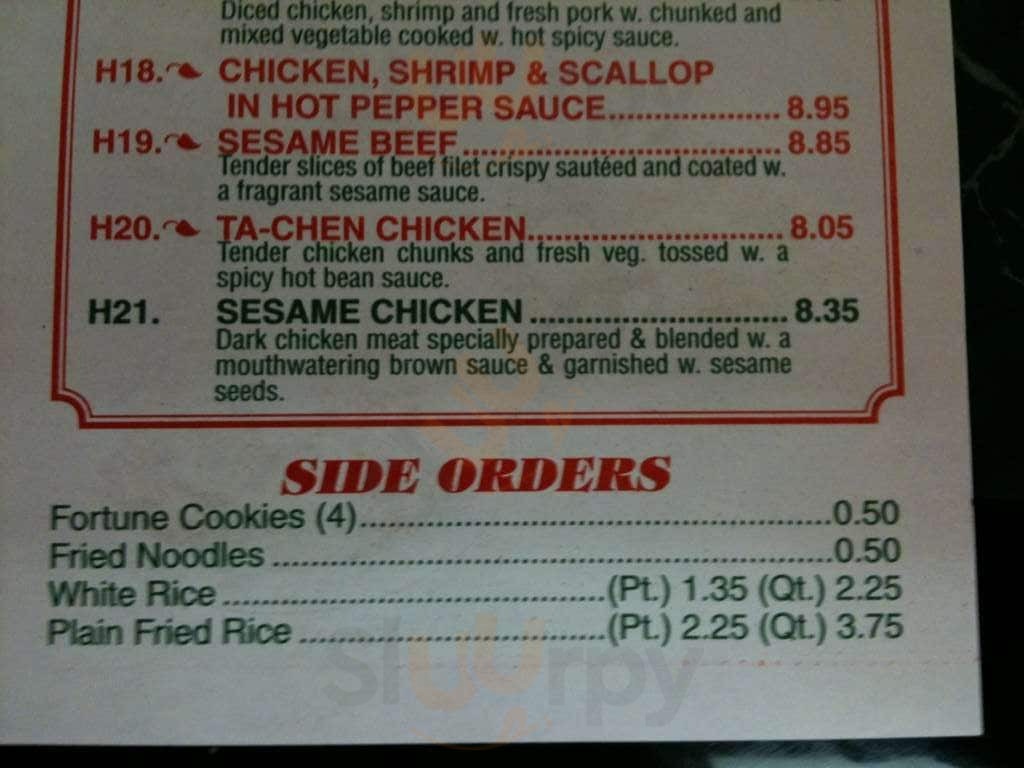 Diced chicken, shrimp and fresh pork w. chunked and
mixed vegetable cooked w. hot spicy sauce.
H18. CHICKEN, SHRIMP & SCALLOP
IN HOT PEPPER SAUCE.................... 8.95
H19. SESAME BEEF.................................... 8.85
Tender slices of beef filet crispy sautéed and coated w.
a fragrant sesame sauce.
H20. TA-CHEN CHICKEN............................. 8.05
Tender chicken chunks and fresh veg. tossed w. a
spicy hot bean sauce.
H21. SESAME CHICKEN ............................. 8.35
Dark chicken meat specially prepared & blended w. a
mouthwatering brown sauce & garnished w. sesame
seeds.
SIDE ORDERS
Fortune Cookies (4)....................................................0.50
Fried Noodles ..............................................................0.50
White Rice ..........................................(Pt.) 1.35 (Qt.) 2.25
Plain Fried Rice ..................................(Pt.) 2.25 (Qt.) 3.75
Sluurpy